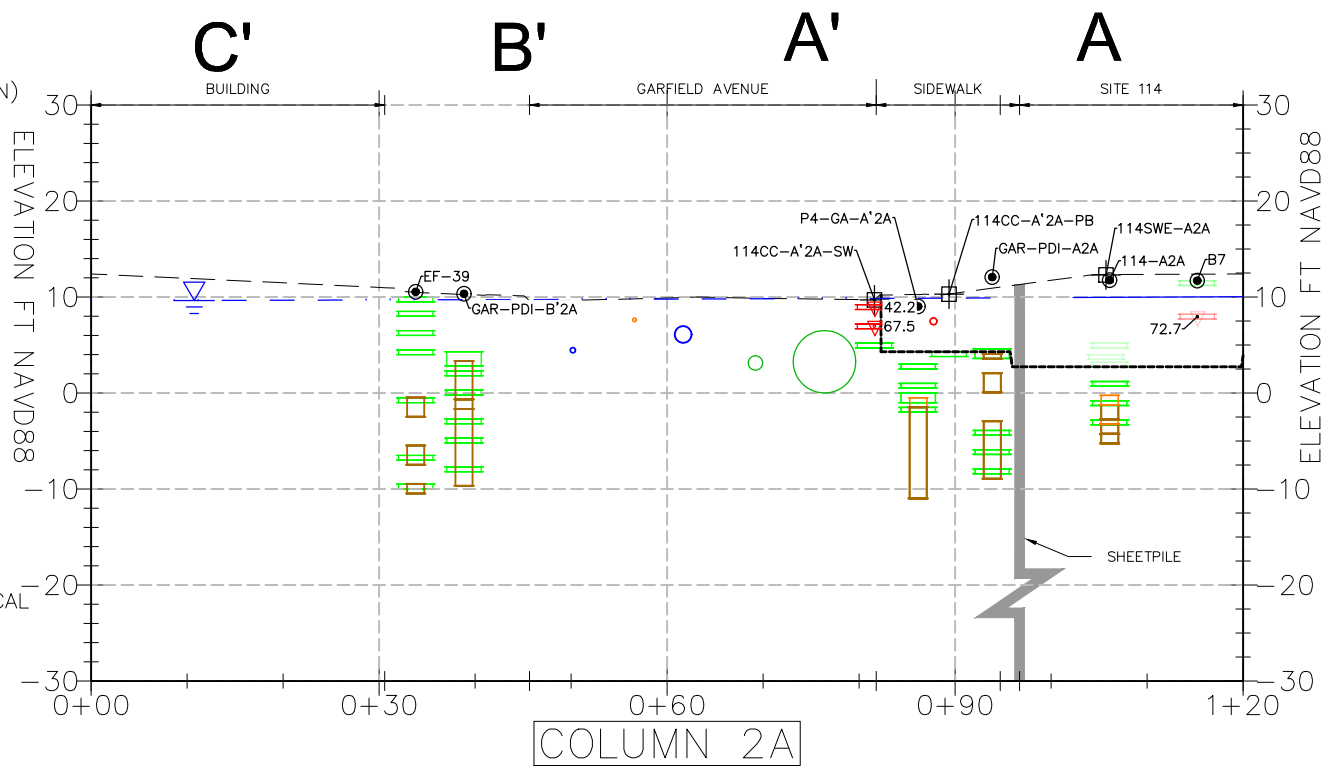 C' B' A' A
N) BUILDING GARFIELD AVENUE SIDEWALK SITE 114
30 30
20 20
P4-GA-A'2A 114CC-A'2A-PB
114SWE-A2A
114CC-A'2A-SW GAR-PDI-A2A
114-A2A B7
EF-39
10 10
GAR-PDI-B'2A 42.2
67.5 72.7
ELEVATION FT NAVD88
ELEVATION FT NAVD88
0 0
-10 -10
SHEETPILE
-20 -20
CAL
-30 -30
0+00 0+30 0+60 0+90 1+20
COLUMN 2A